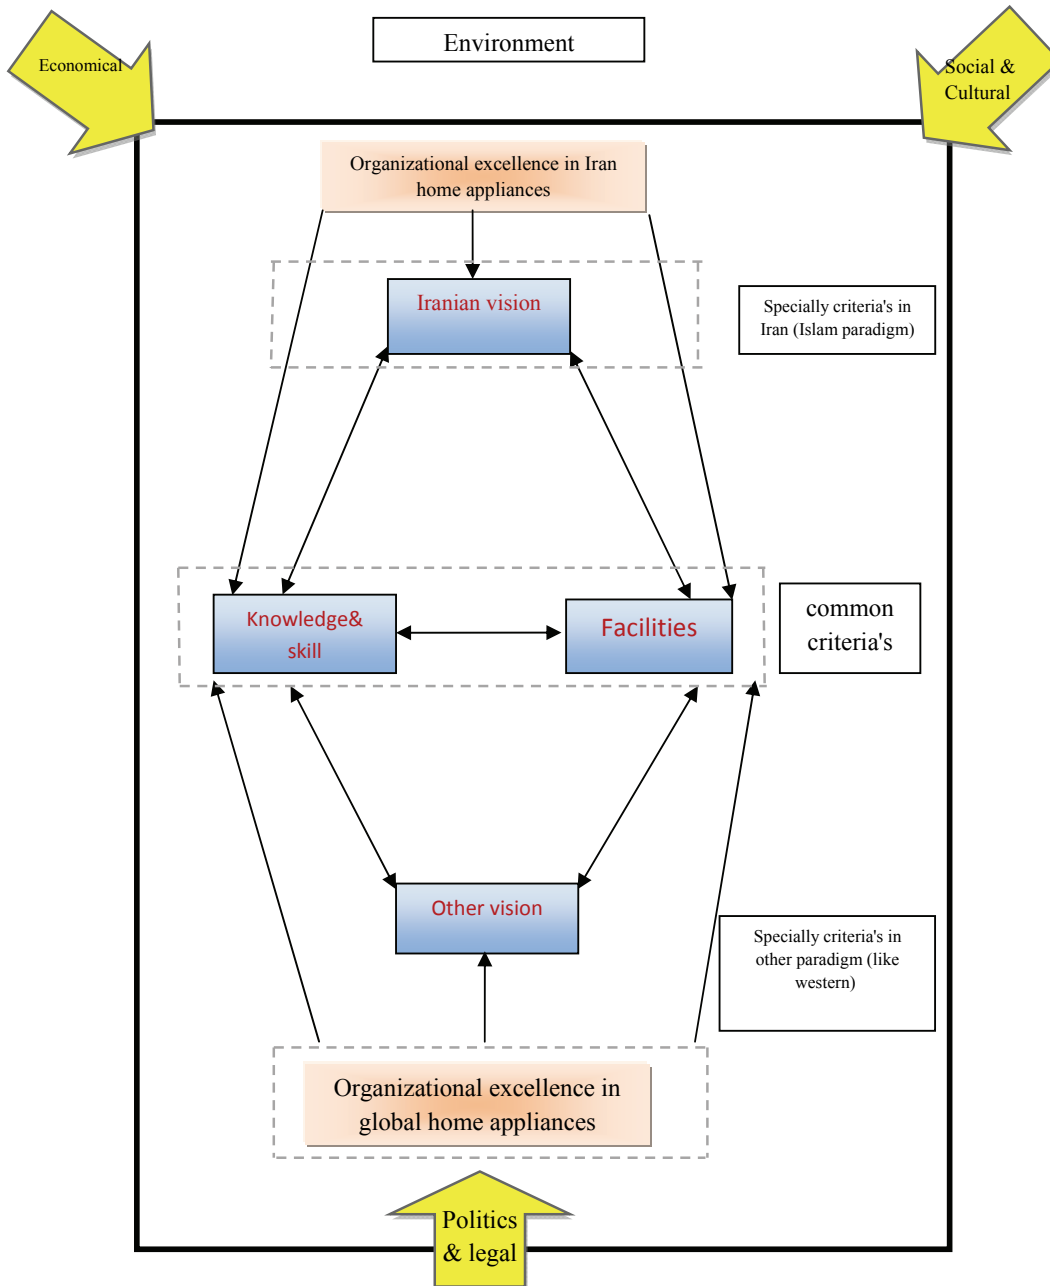 Environment
Economical
Social &
Cultural
Organizational excellence in Iran
home appliances
Iranian vision
Specially criteria's in
Iran (Islam paradigm)
Knowledge&
skill
Facilities
common
criteria's
Other vision
Specially criteria's in
other paradigm (like
western)
Organizational excellence in
global home appliances
Politics
& legal